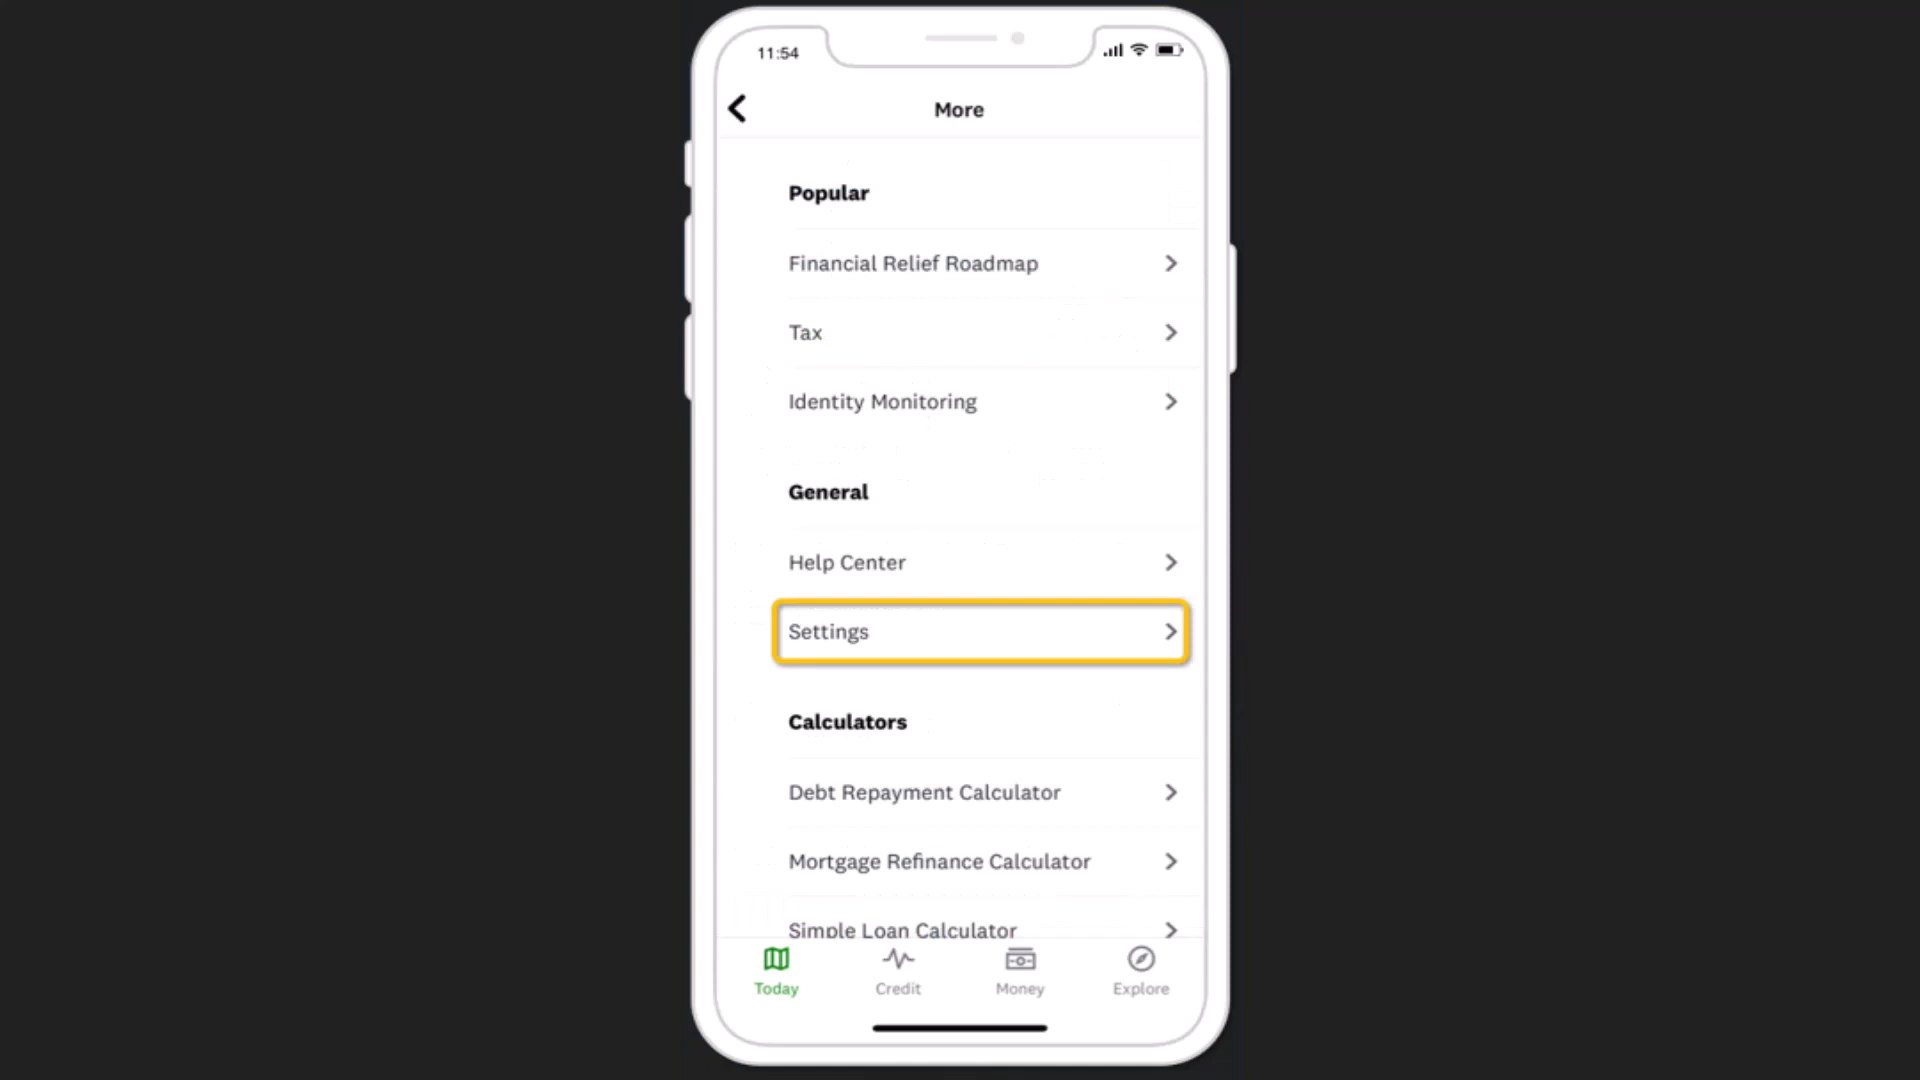 11:54
More
Popular
Financial Relief Roadmap
Tax
Identity Monitoring
General
Help Center
Settings
Calculators
Debt Repayment Calculator
Mortgage Refinance Calculator
Simple Loan Calculator
Today Credit Money Explore